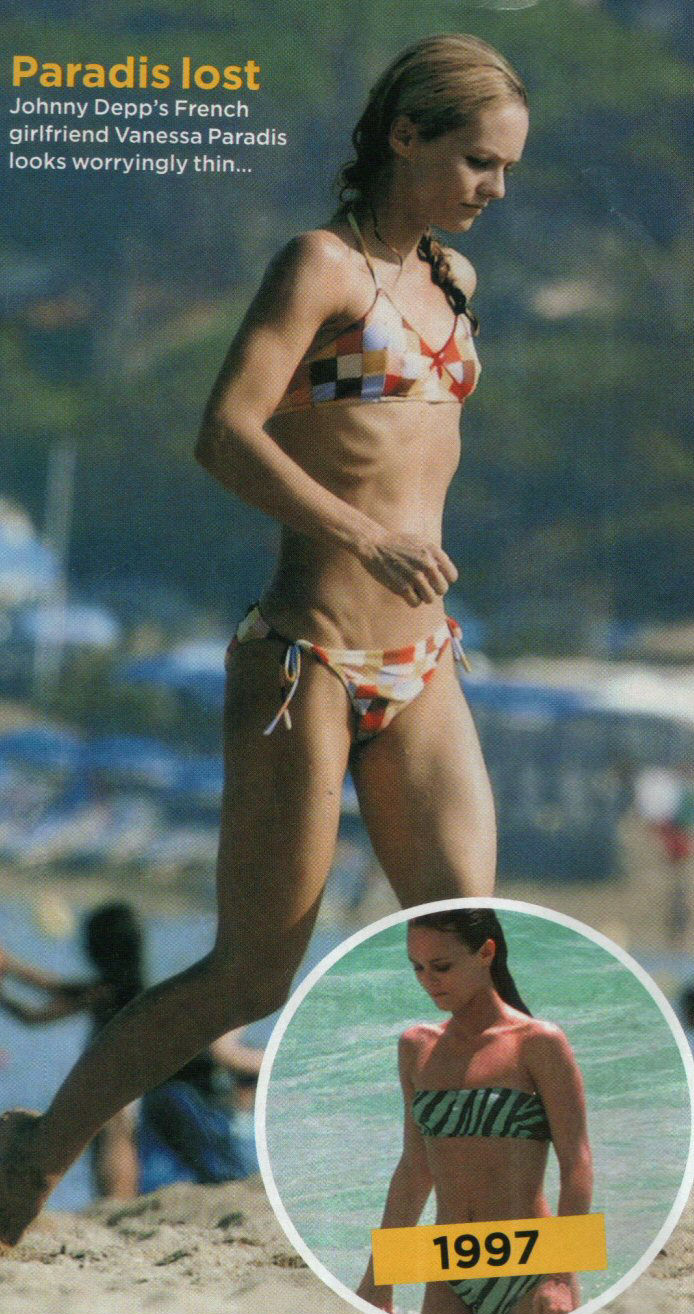 Paradis lost
Johnny Depp's French
girlfriend Vanessa Paradis
looks worryingly thin...
1997